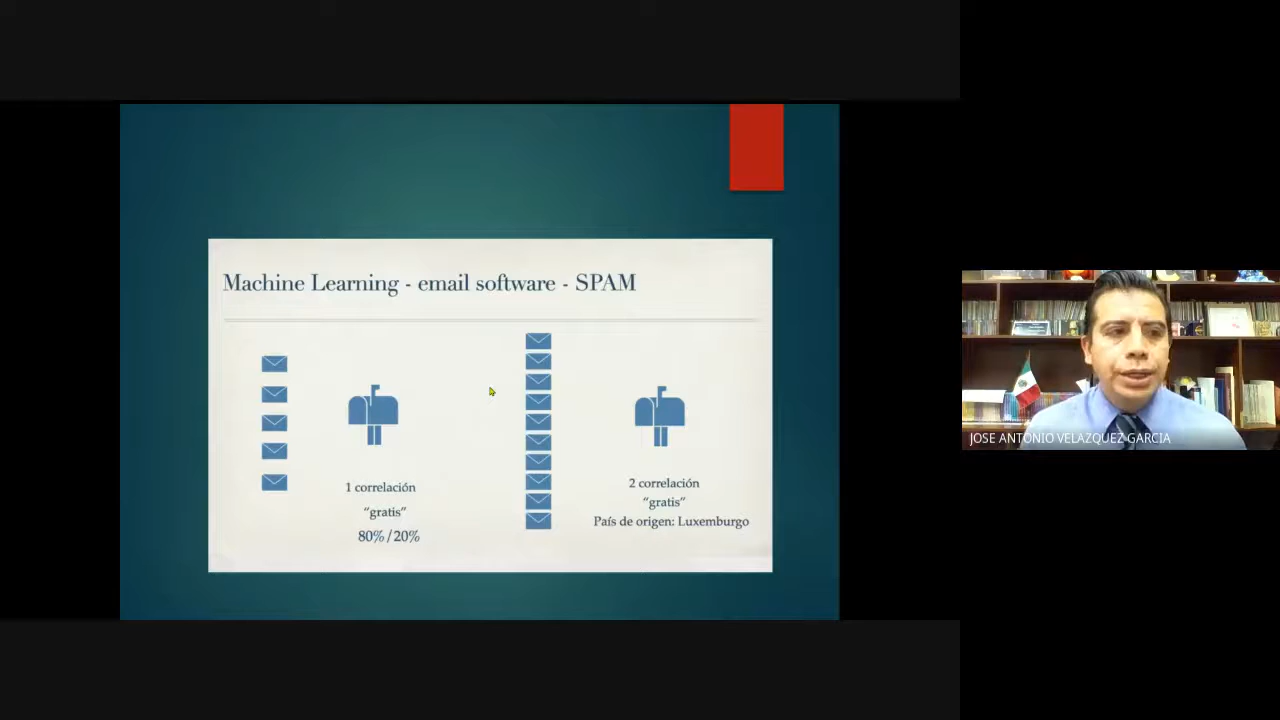 Machine Learning - email software - SPAM
1 correlación
“gratis”
80%/20%
2 correlación
“gratis”
País de origen: Luxemburgo
JOSE ANTONIO VELAZQUEZ GARCIA